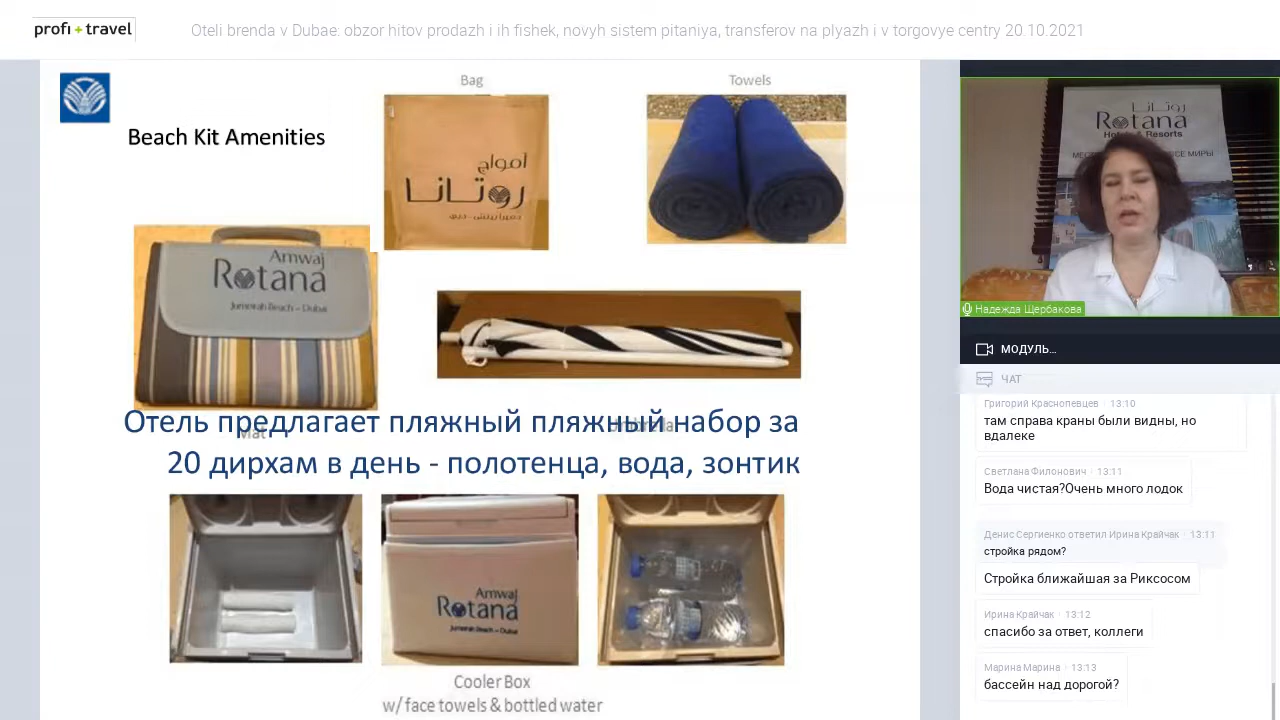 profi + travel
Oteli brenda v Dubae: obzor hitov prodazh i ih fishek, novyh sistem pitaniya, transferov na plyazh i v torgovye centry 20.10.2021
Bag
Towels
Beach Kit Amenities
أمواج
روتانا
Amwaj
Rotana
Jumeirah Beach – Dubai
Mat
Отель предлагает пляжный пляжный набор за
20 дирхам в день - полотенца, вода, зонтик
Amwaj
Rotana
Jumeirah Beach – Dubai
Cooler Box
w/ face towels & bottled water
روتانا
Rotana
Hotels & Resorts
Надежда Щербакова
МОДУЛЬ...
ЧАТ
Григорий Краснопевцев · 13:10
там справа краны были видны, но
вдалеке
Светлана Филонович · 13:11
Вода чистая?Очень много лодок
Денис Сергиенко ответил Ирина Крайчак · 13:11
стройка рядом?
Стройка ближайшая за Риксосом
Ирина Крайчак · 13:12
спасибо за ответ, коллеги
Марина Марина · 13:13
бассейн над дорогой?